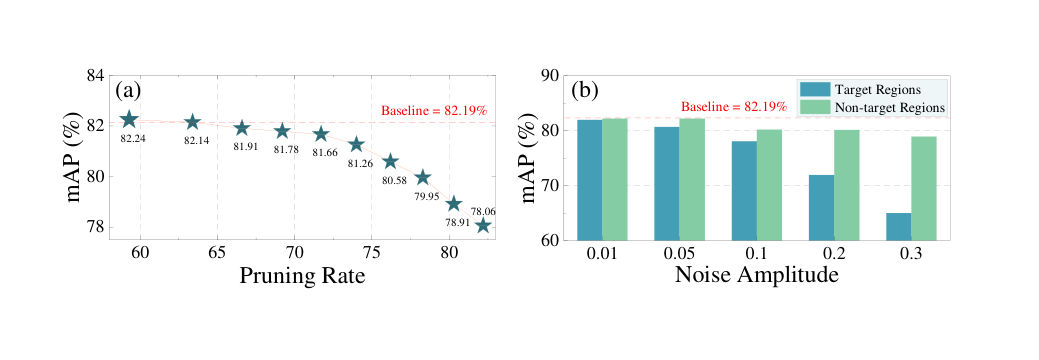 (a)
Baseline = 82.19%
84
82
80
78
mAP (%)
82.24
82.14
81.91
81.78
81.66
81.26
80.58
79.95
78.91
78.06
60
65
70
75
80
Pruning Rate
(b)
Target Regions
Non-target Regions
Baseline = 82.19%
90
80
70
60
mAP (%)
0.01
0.05
0.1
0.2
0.3
Noise Amplitude